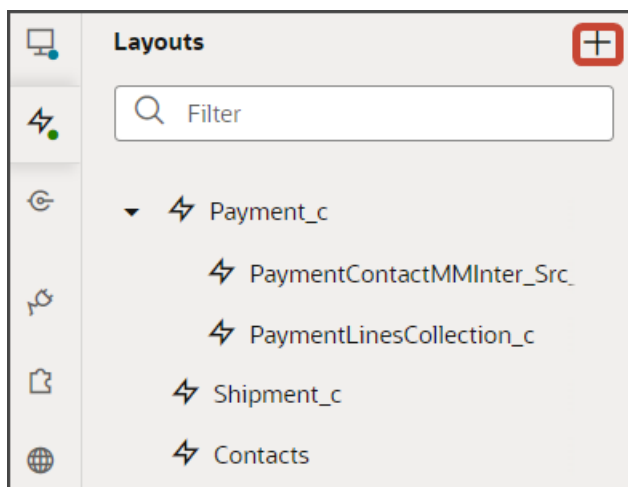 Layouts
Filter
Payment_c
PaymentContactMMInter_Src_
PaymentLinesCollection_c
Shipment_c
Contacts